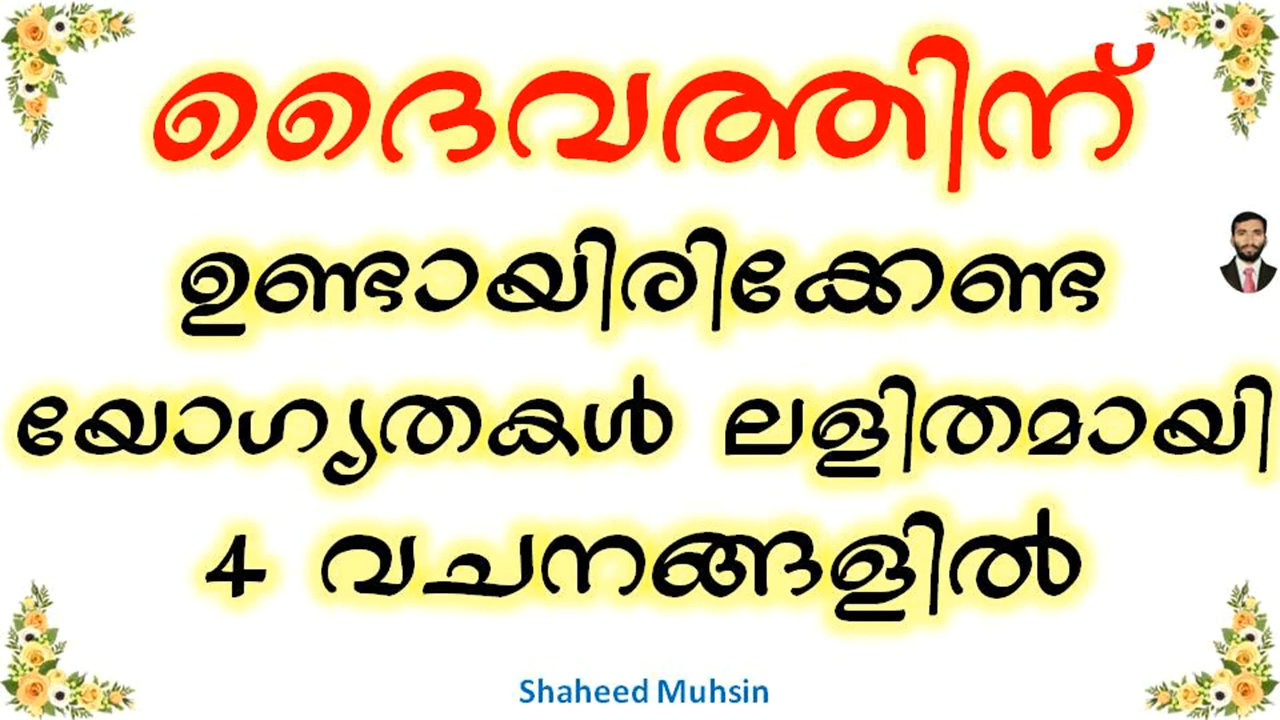 ദൈവത്തിന്
ഉണ്ടായിരിക്കേണ്ട
യോഗ്യതകൾ ലളിതമായി
4 വചനങ്ങളിൽ
Shaheed Muhsin